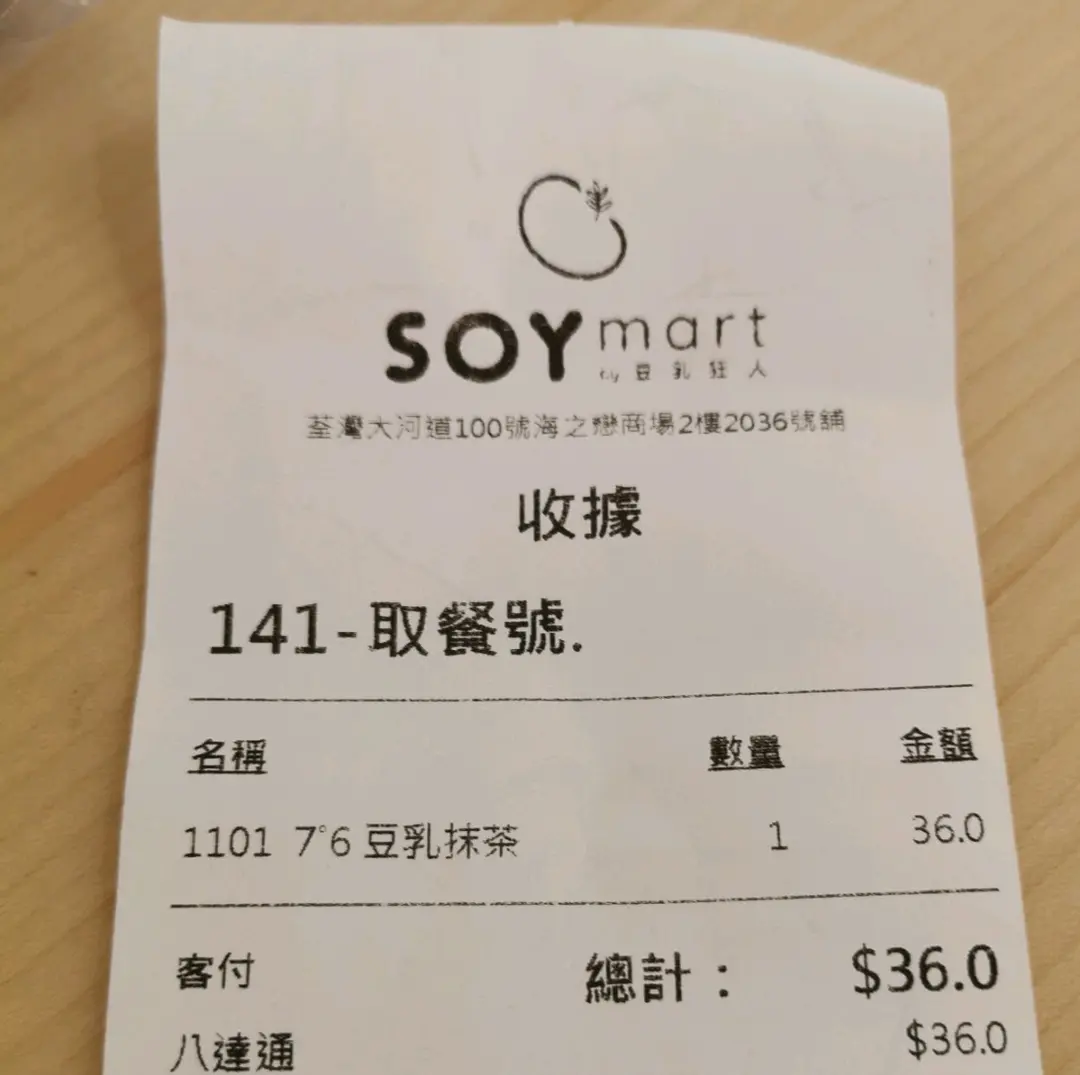 SOY mart
by 豆乳狂人
荃灣大河道100號海之戀商場2樓2036號舖
收據
141-取餐號.
名稱 數量 金額
1101 7°6 豆乳抹茶 1 36.0
客付 總計： $36.0
八達通 $36.0